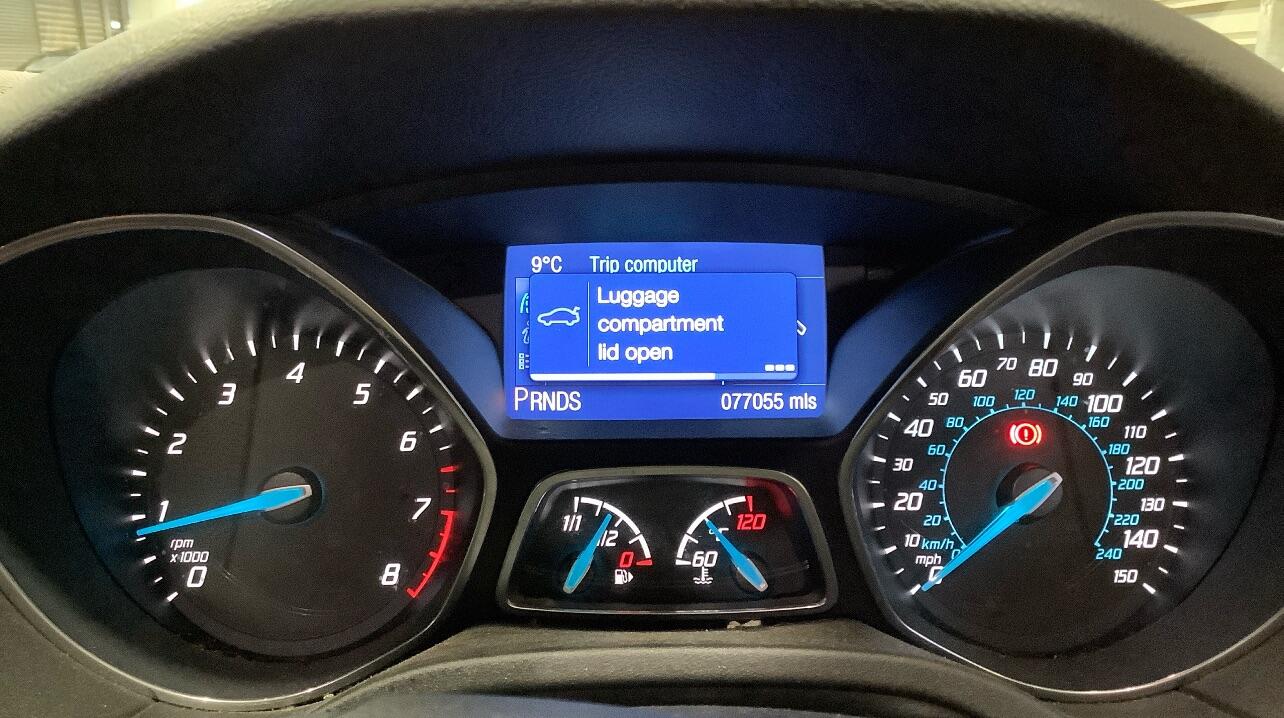 9°C Trip computer
Luggage
compartment
lid open
PRNDS 077055 mls
0 1 2 3 4 5 6 7 8
rpm
x1000
1/1 1/2 0
60 °C 120
0 10 20 30 40 50 60 70 80 90 100 110 120 130 140 150
mph
km/h
0 20 40 60 80 100 120 140 160 180 200 220 240